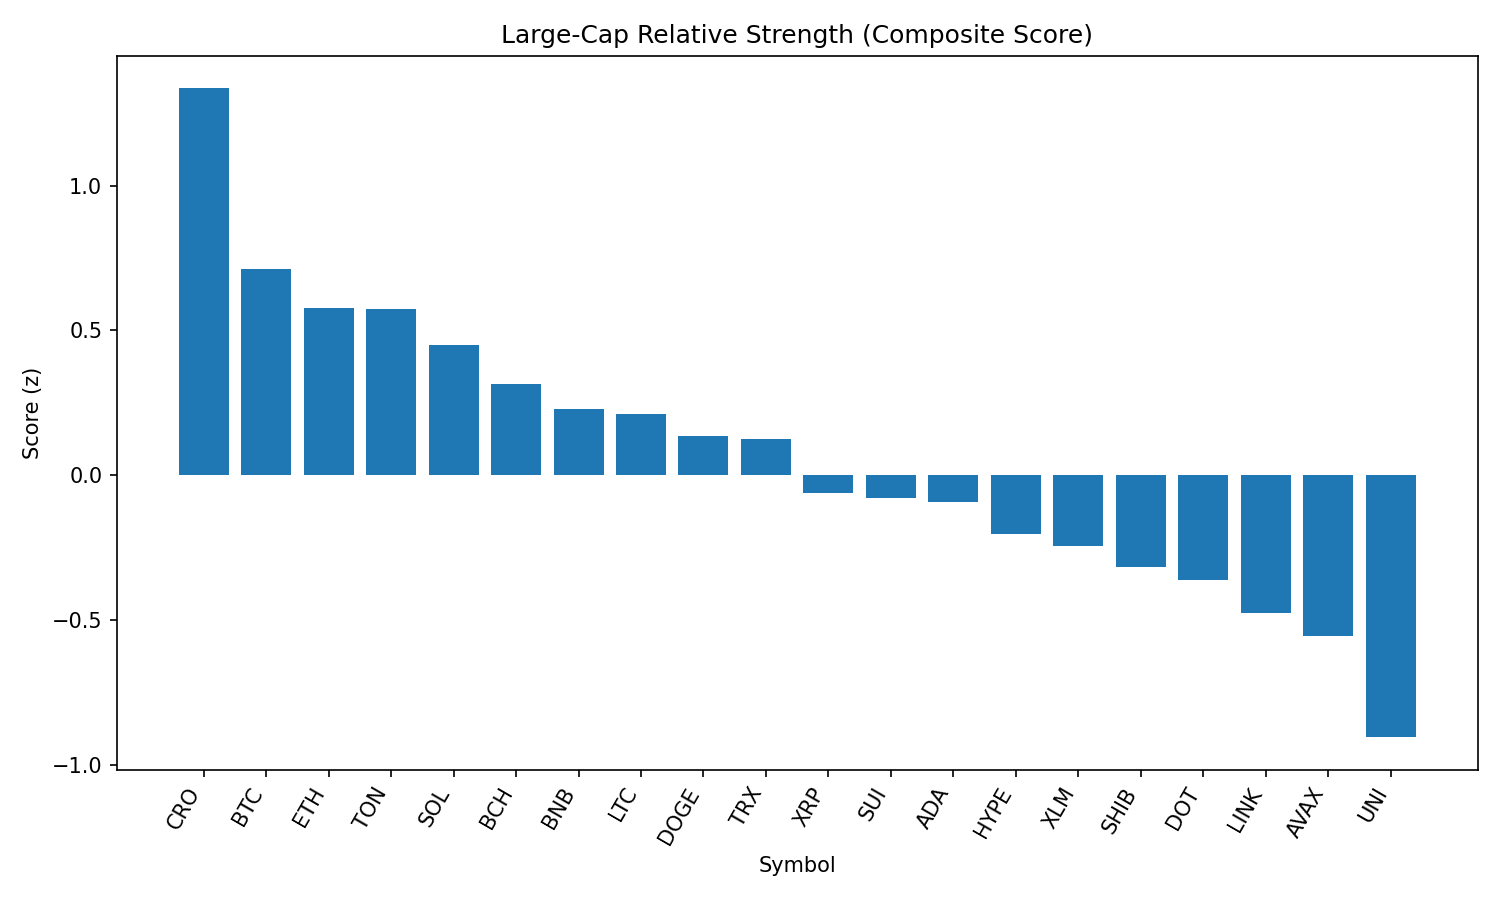 Large-Cap Relative Strength (Composite Score)
Score (z)
1.0
0.5
0.0
−0.5
−1.0
CRO
BTC
ETH
TON
SOL
BCH
BNB
LTC
DOGE
TRX
XRP
SUI
ADA
HYPE
XLM
SHIB
DOT
LINK
AVAX
UNI
Symbol